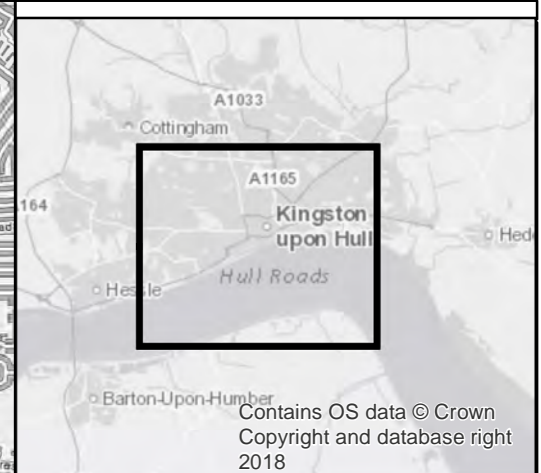 A1033
Cottingham
A1165
164
Kingston
upon Hull
Hed
Hull Roads
Hessle
Barton-Upon-Humber
Contains OS data © Crown
Copyright and database right
2018